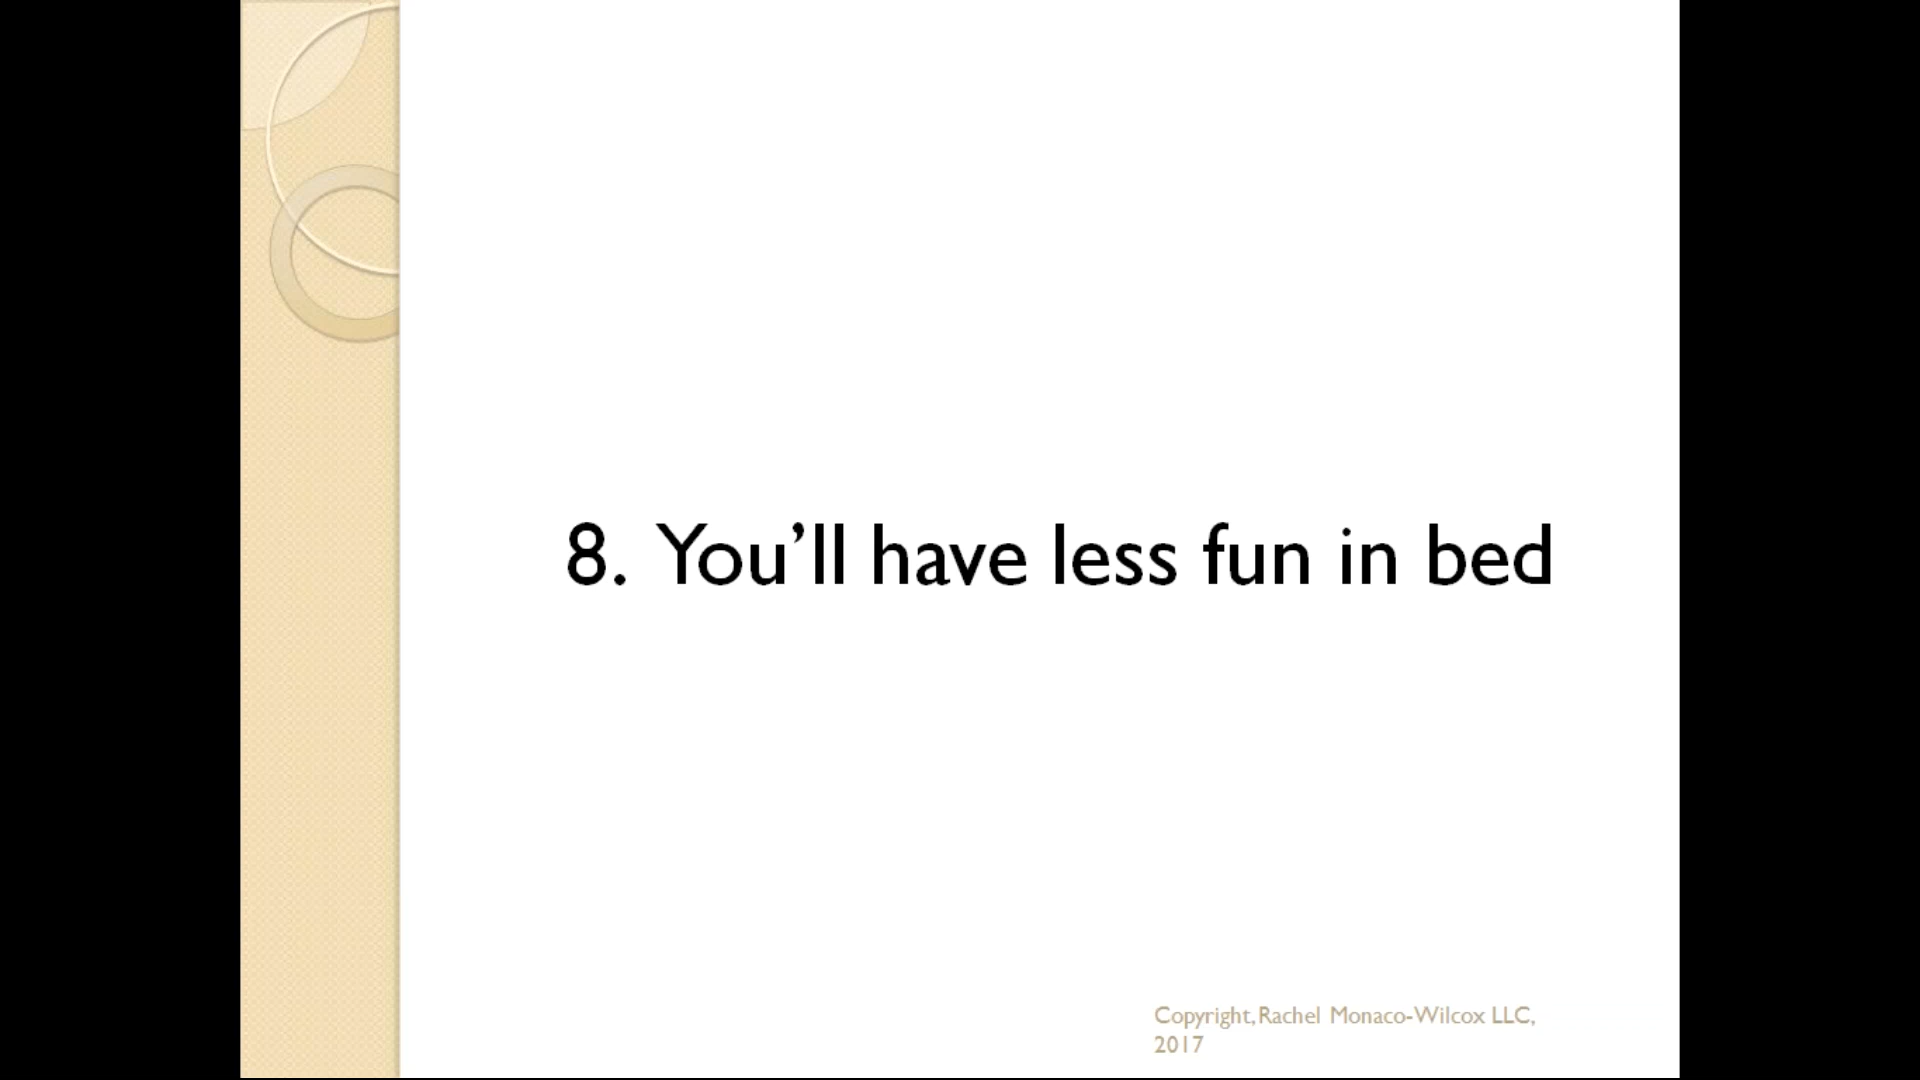 8. You’ll have less fun in bed
Copyright, Rachel Monaco-Wilcox LLC,
2017